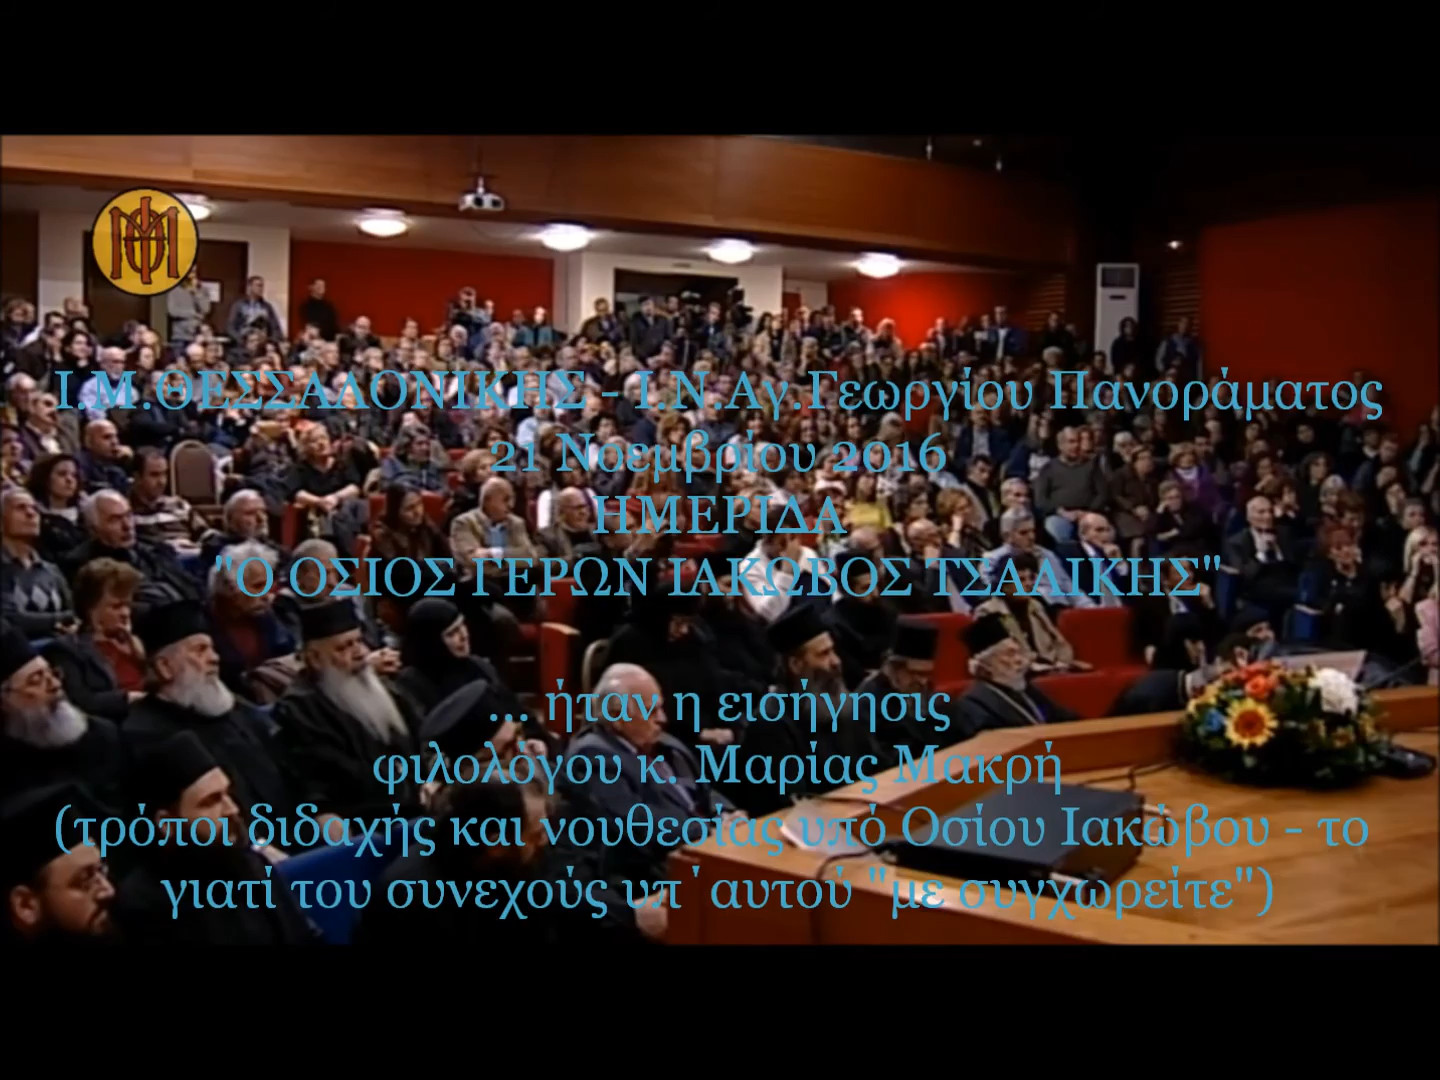 Ι.Μ.ΘΕΣΣΑΛΟΝΙΚΗΣ - Ι.Ν.Αγ.Γεωργίου Πανοράματος
21 Νοεμβρίου 2016
ΗΜΕΡΙΔΑ
"Ο ΟΣΙΟΣ ΓΕΡΩΝ ΙΑΚΩΒΟΣ ΤΣΑΛΙΚΗΣ"
... ήταν η εισήγησις
φιλολόγου κ. Μαρίας Μακρή
(τρόποι διδαχής και νουθεσίας υπό Οσίου Ιακώβου - το
γιατί του συνεχούς υπ΄αυτού "με συγχωρείτε")